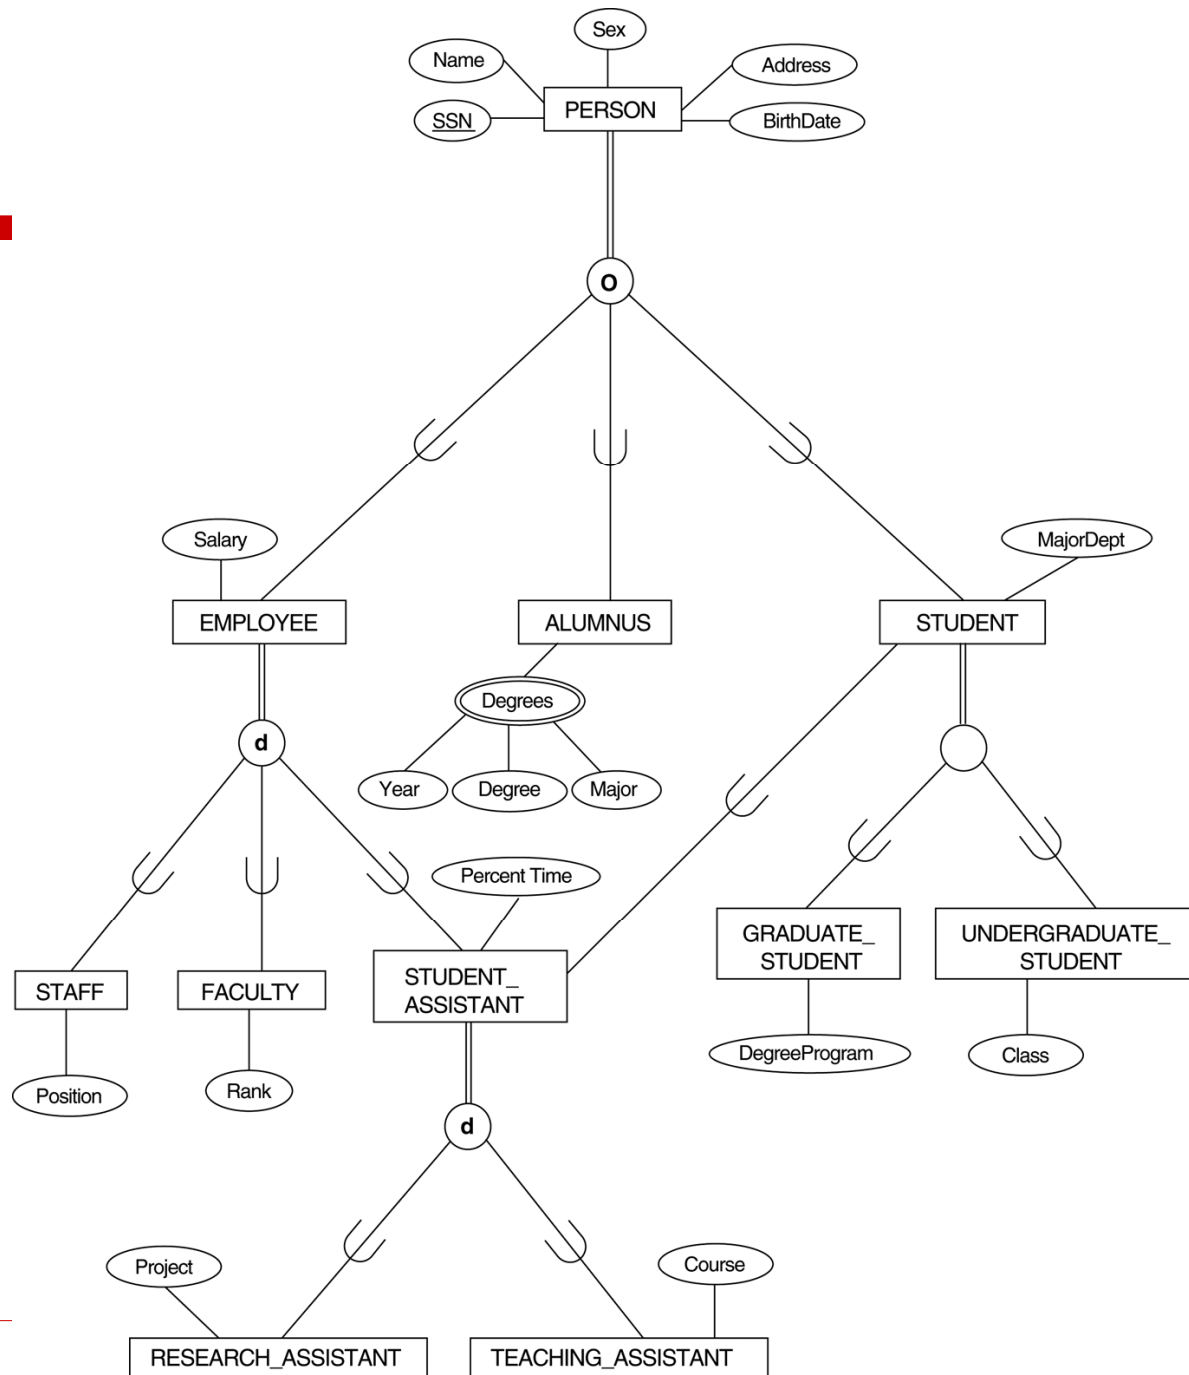 Sex
Name
Address
SSN
PERSON
BirthDate
O
Salary
MajorDept
EMPLOYEE
ALUMNUS
STUDENT
Degrees
d
Year
Degree
Major
Percent Time
GRADUATE_
STUDENT
UNDERGRADUATE_
STUDENT
STAFF
FACULTY
STUDENT_
ASSISTANT
DegreeProgram
Class
Position
Rank
d
Project
Course
RESEARCH_ASSISTANT
TEACHING_ASSISTANT